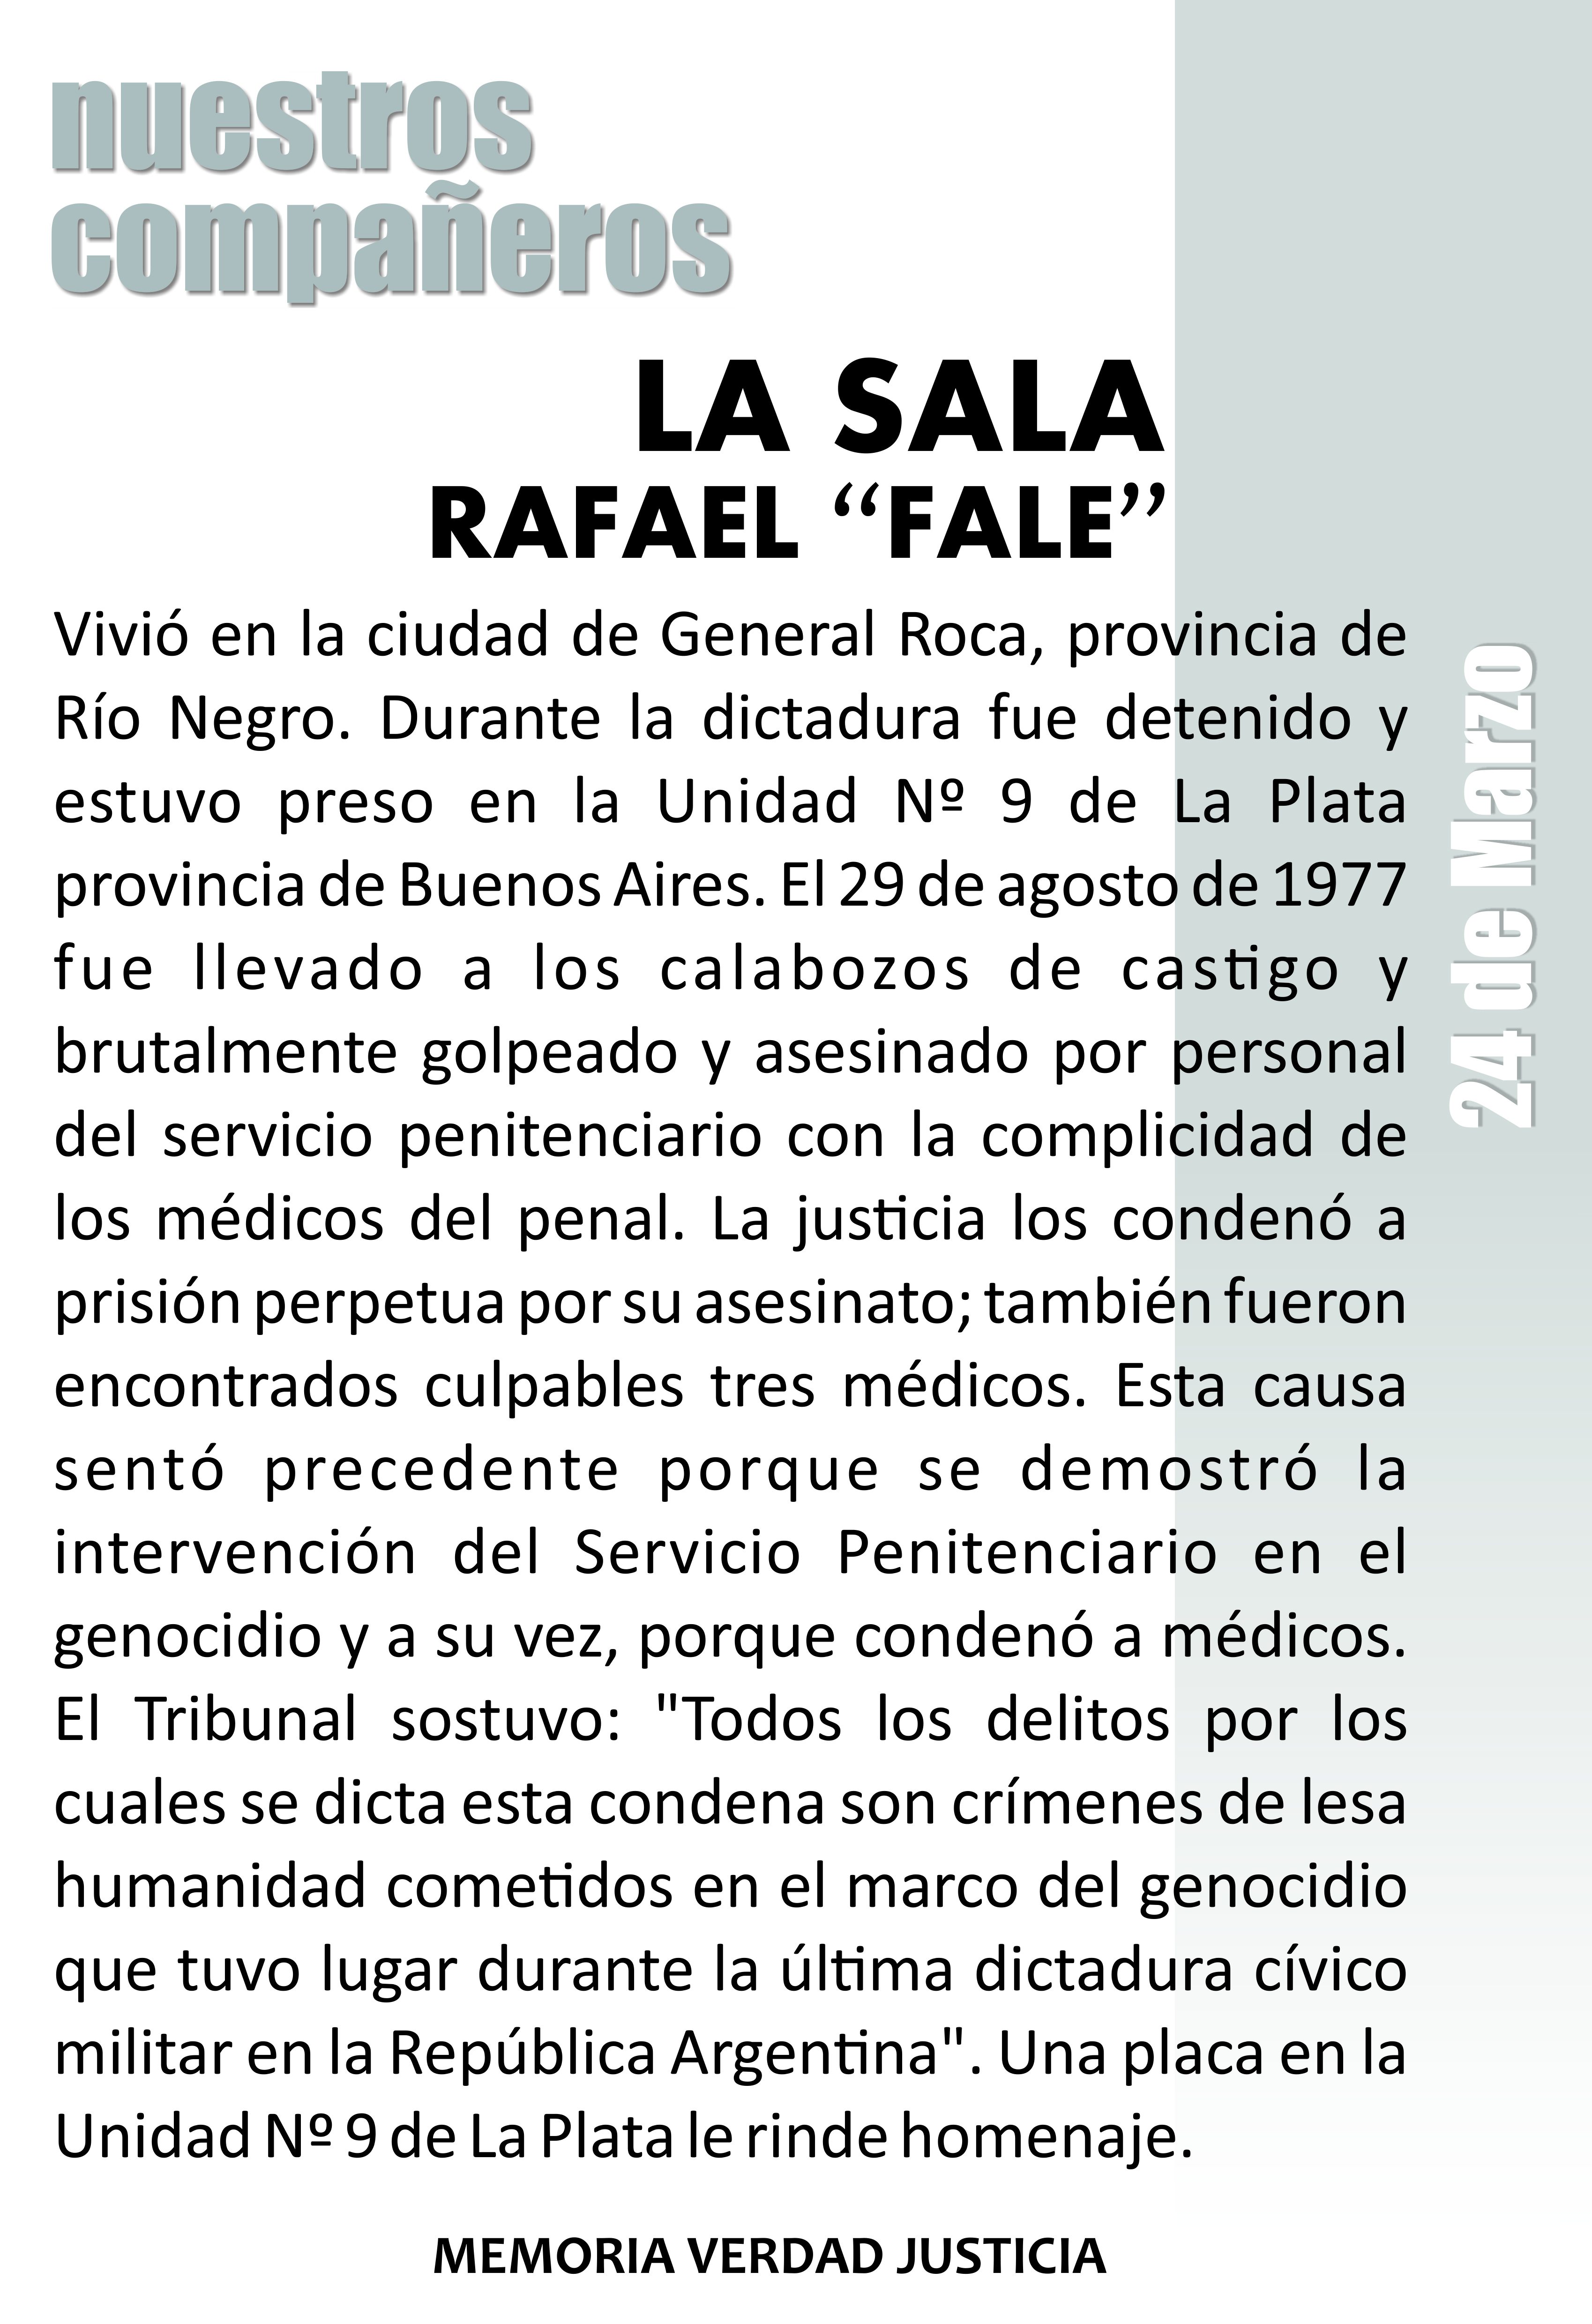 nuestros
compañeros
LA SALA
RAFAEL “FALE”
Vivió en la ciudad de General Roca, provincia de
Río Negro. Durante la dictadura fue detenido y
estuvo preso en la Unidad Nº 9 de La Plata
provincia de Buenos Aires. El 29 de agosto de 1977
fue llevado a los calabozos de castigo y
brutalmente golpeado y asesinado por personal
del servicio penitenciario con la complicidad de
los médicos del penal. La justicia los condenó a
prisión perpetua por su asesinato; también fueron
encontrados culpables tres médicos. Esta causa
sentó precedente porque se demostró la
intervención del Servicio Penitenciario en el
genocidio y a su vez, porque condenó a médicos.
El Tribunal sostuvo: "Todos los delitos por los
cuales se dicta esta condena son crímenes de lesa
humanidad cometidos en el marco del genocidio
que tuvo lugar durante la última dictadura cívico
militar en la República Argentina". Una placa en la
Unidad Nº 9 de La Plata le rinde homenaje.
24 de Marzo
MEMORIA VERDAD JUSTICIA